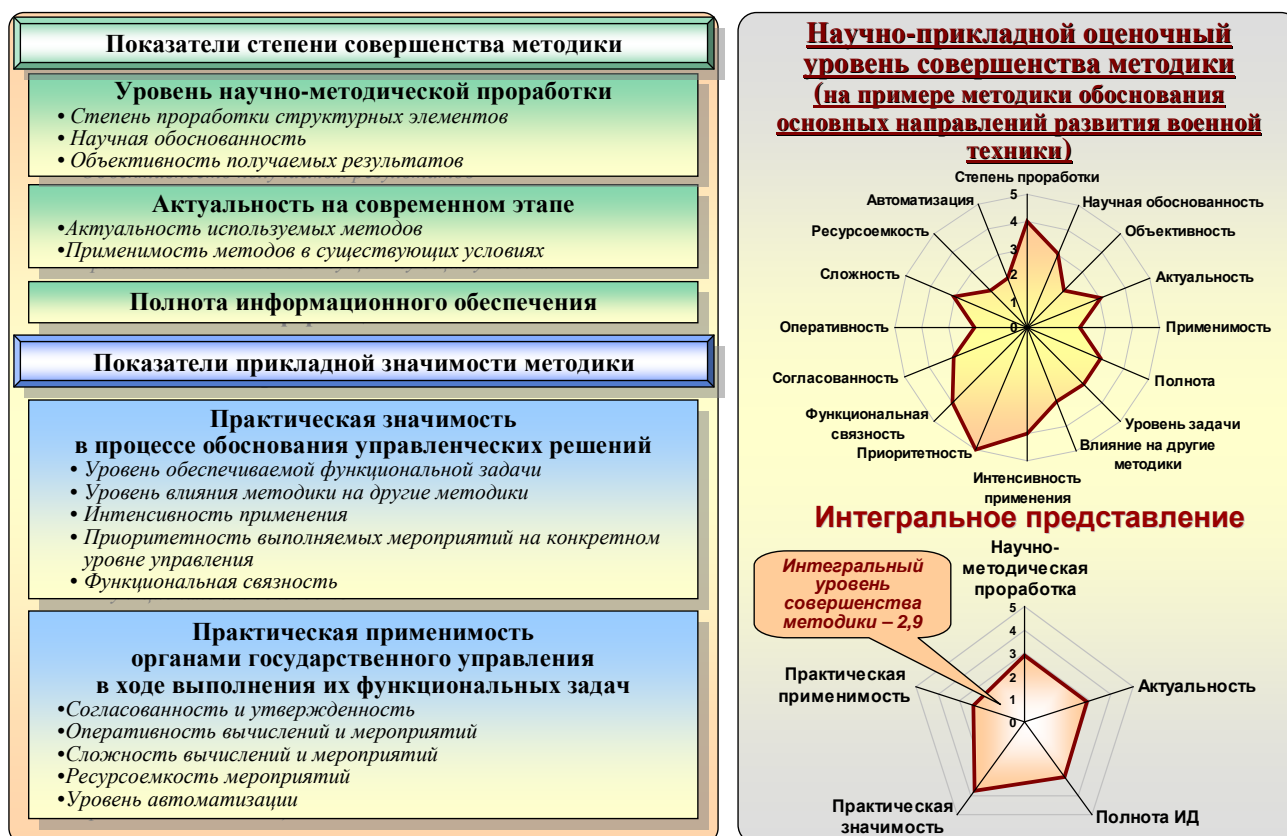 Показатели степени совершенства методики
Уровень научно-методической проработки
• Степень проработки структурных элементов
• Научная обоснованность
• Объективность получаемых результатов
Актуальность на современном этапе
•Актуальность используемых методов
•Применимость методов в существующих условиях
Полнота информационного обеспечения
Показатели прикладной значимости методики
Практическая значимость
в процессе обоснования управленческих решений
• Уровень обеспечиваемой функциональной задачи
• Уровень влияния методики на другие методики
• Интенсивность применения
• Приоритетность выполняемых мероприятий на конкретном
уровне управления
• Функциональная связность
Практическая применимость
органами государственного управления
в ходе выполнения их функциональных задач
•Согласованность и утвержденность
•Оперативность вычислений и мероприятий
•Сложность вычислений и мероприятий
•Ресурсоемкость мероприятий
•Уровень автоматизации
Научно-прикладной оценочный
уровень совершенства методики
(на примере методики обоснования
основных направлений развития военной
техники)
Степень проработки
Научная обоснованность
Объективность
Актуальность
Применимость
Полнота
Уровень задачи
Влияние на другие
методики
Интенсивность
применения
Приоритетность
Функциональная
связность
Согласованность
Оперативность
Сложность
Ресурсоемкость
Автоматизация
5
4
3
2
1
0
Интегральное представление
Интегральный
уровень
совершенства
методики – 2,9
Научно-
методическая
проработка
Актуальность
Полнота ИД
Практическая
значимость
Практическая
применимость
5
4
3
2
1
0